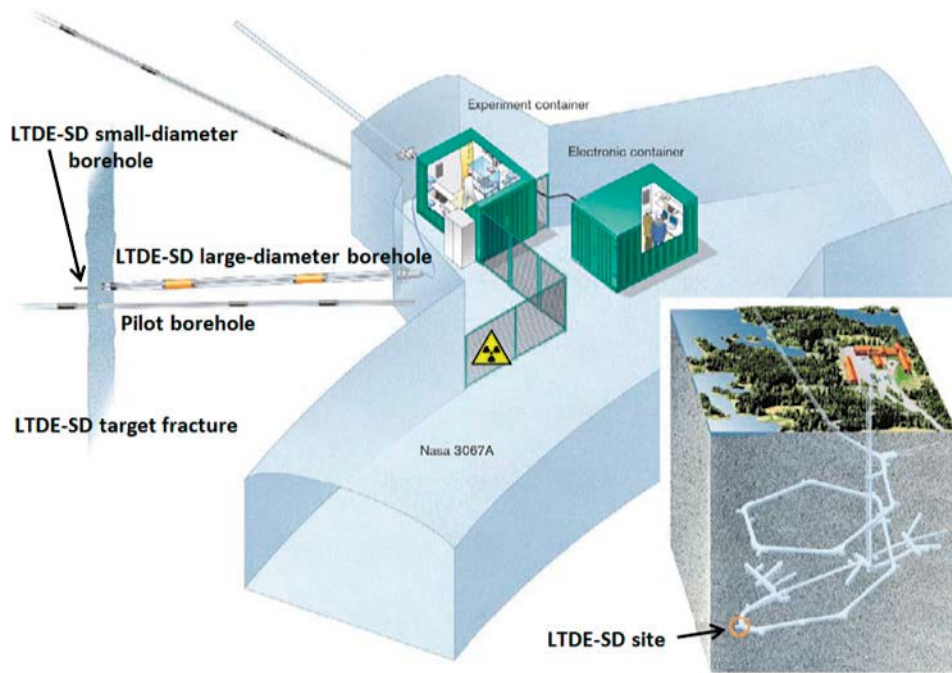 Experiment container
LTDE-SD small-diameter
borehole
Electronic container
LTDE-SD large-diameter borehole
Pilot borehole
LTDE-SD target fracture
Nasa 3067A
LTDE-SD site